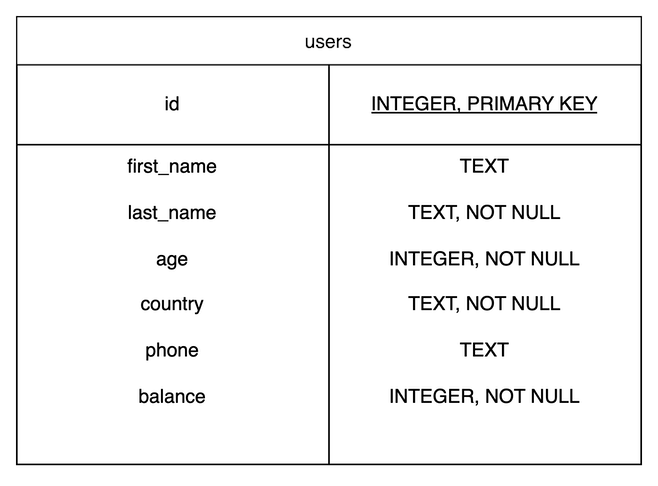 users
id INTEGER, PRIMARY KEY
first_name TEXT
last_name TEXT, NOT NULL
age INTEGER, NOT NULL
country TEXT, NOT NULL
phone TEXT
balance INTEGER, NOT NULL